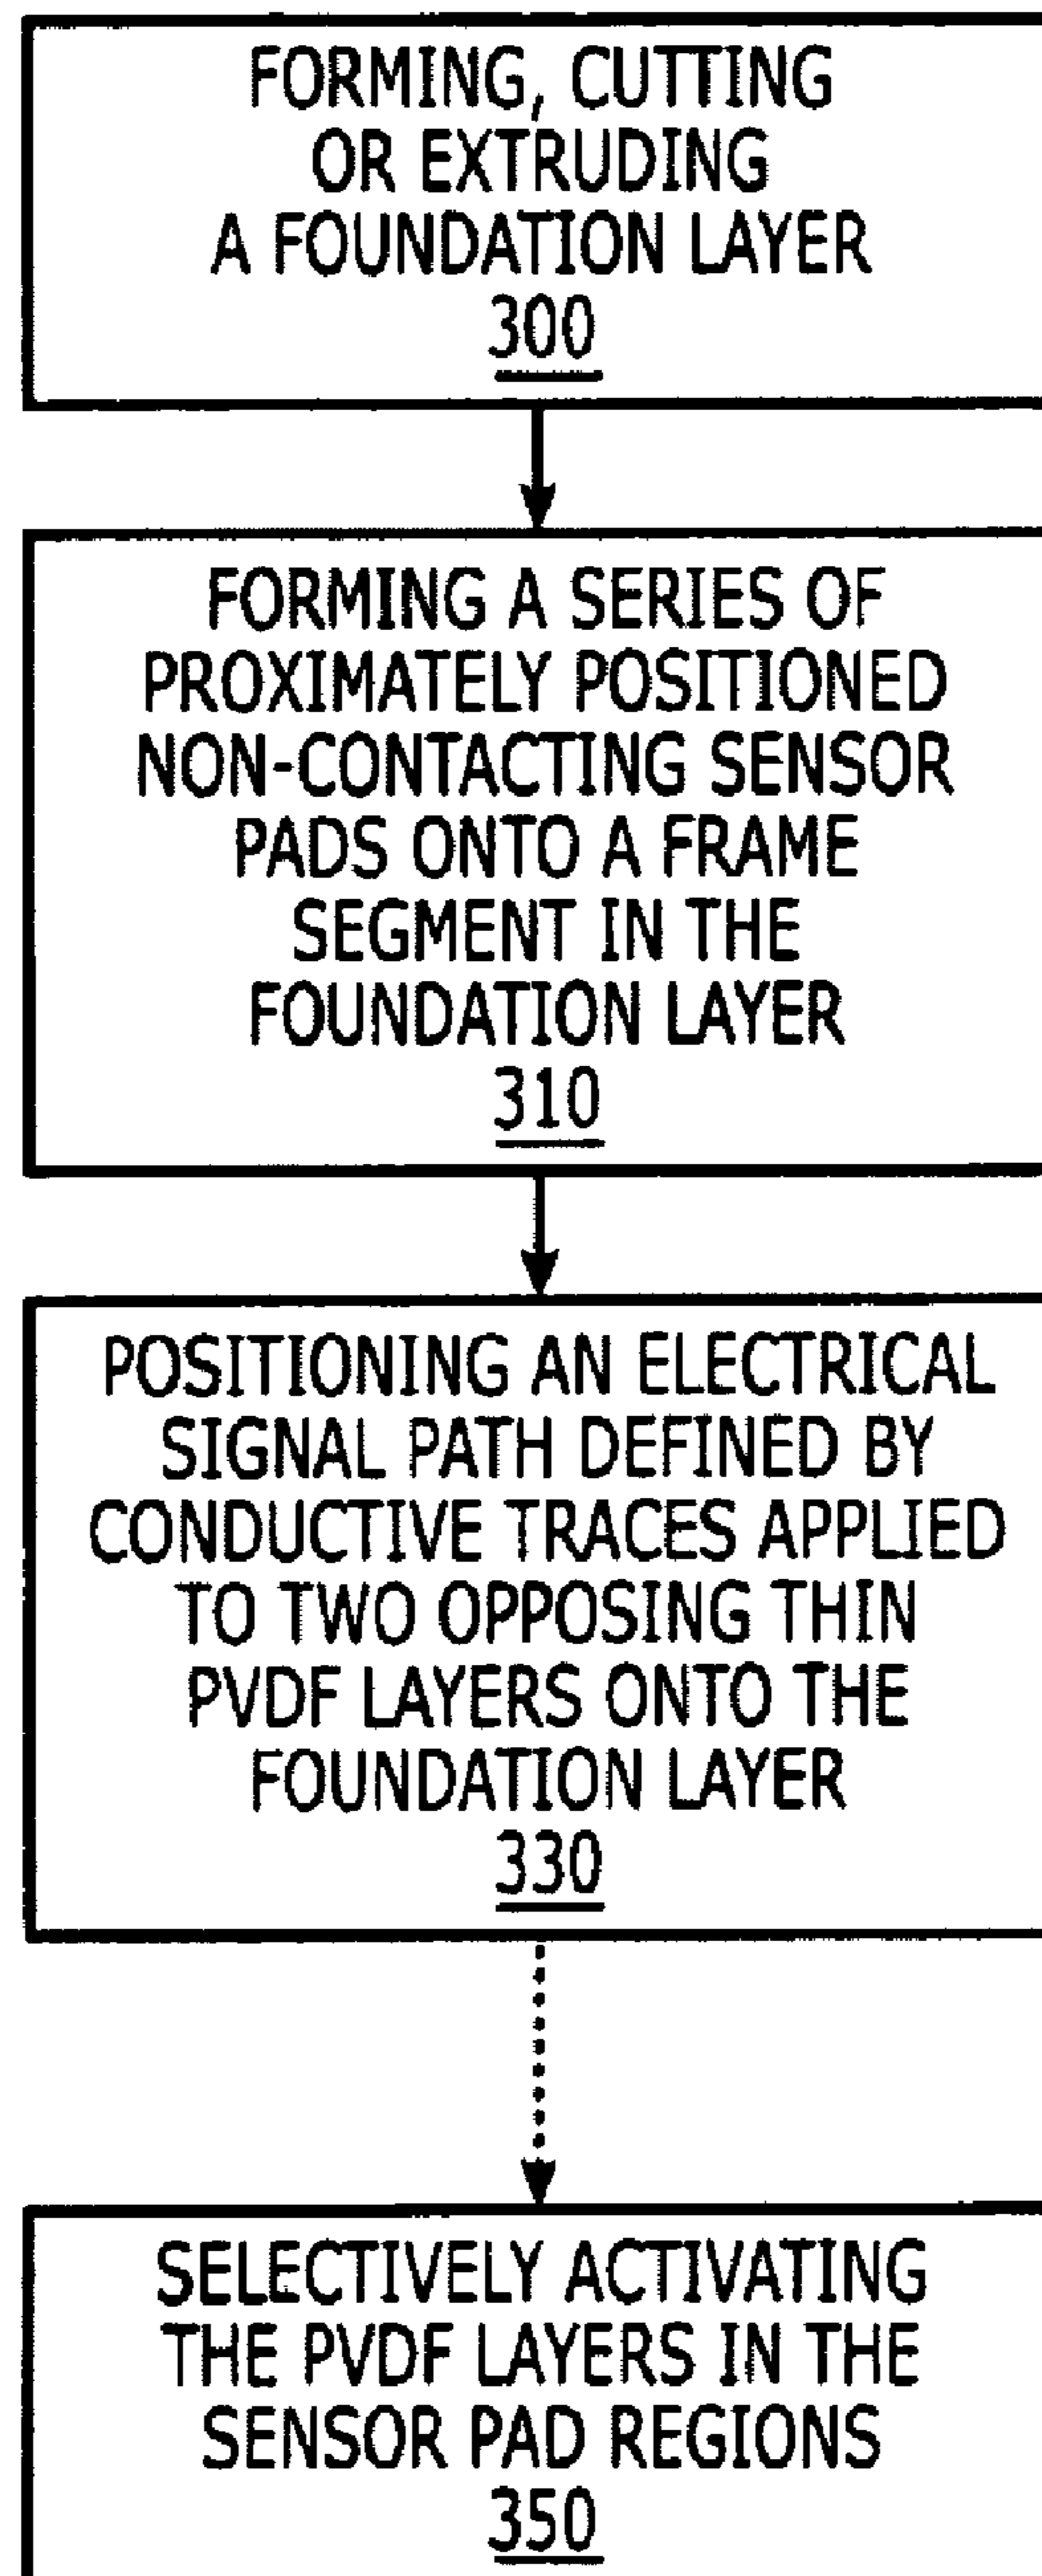 FORMING, CUTTING
OR EXTRUDING
A FOUNDATION LAYER
300
FORMING A SERIES OF
PROXIMATELY POSITIONED
NON-CONTACTING SENSOR
PADS ONTO A FRAME
SEGMENT IN THE
FOUNDATION LAYER
310
POSITIONING AN ELECTRICAL
SIGNAL PATH DEFINED BY
CONDUCTIVE TRACES APPLIED
TO TWO OPPOSING THIN
PVDF LAYERS ONTO THE
FOUNDATION LAYER
330
SELECTIVELY ACTIVATING
THE PVDF LAYERS IN THE
SENSOR PAD REGIONS
350